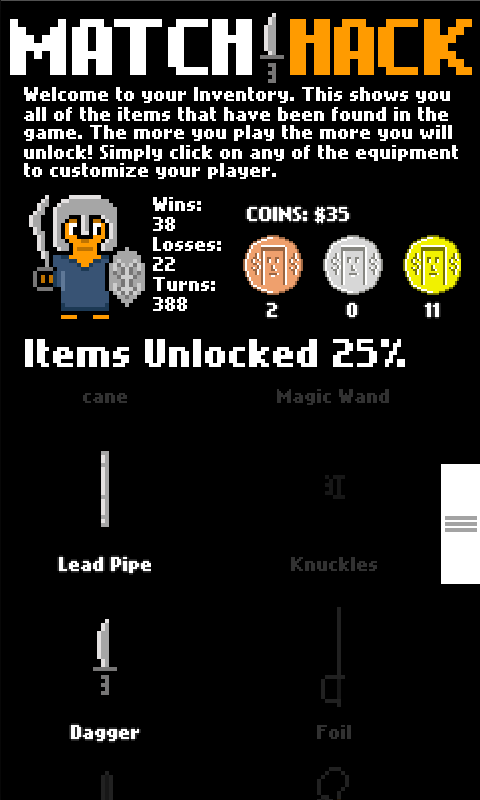 MATCH HACK
Welcome to your Inventory. This shows you
all of the items that have been found in the
game. The more you play the more you will
unlock! Simply click on any of the equipment
to customize your player.
Wins:
38
Losses:
22
Turns:
388
COINS: $35
2 0 11
Items Unlocked 25%
cane Magic Wand
Lead Pipe Knuckles
Dagger Foil